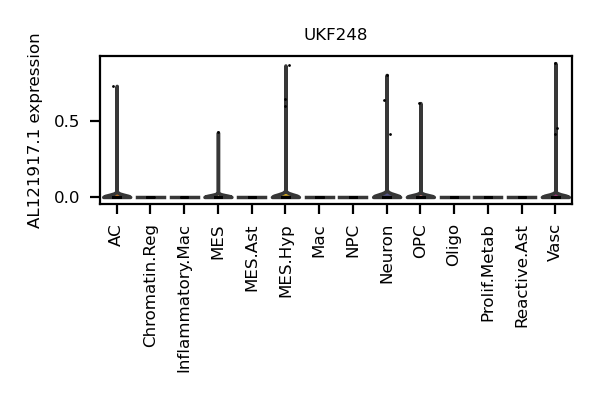 UKF248
AL121917.1 expression
0.5
0.0
AC
Chromatin.Reg
Inflammatory.Mac
MES
MES.Ast
MES.Hyp
Mac
NPC
Neuron
OPC
Oligo
Prolif.Metab
Reactive.Ast
Vasc